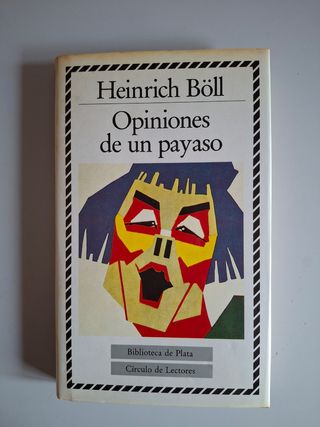 Heinrich Böll
Opiniones
de un payaso
Biblioteca de Plata
Círculo de Lectores